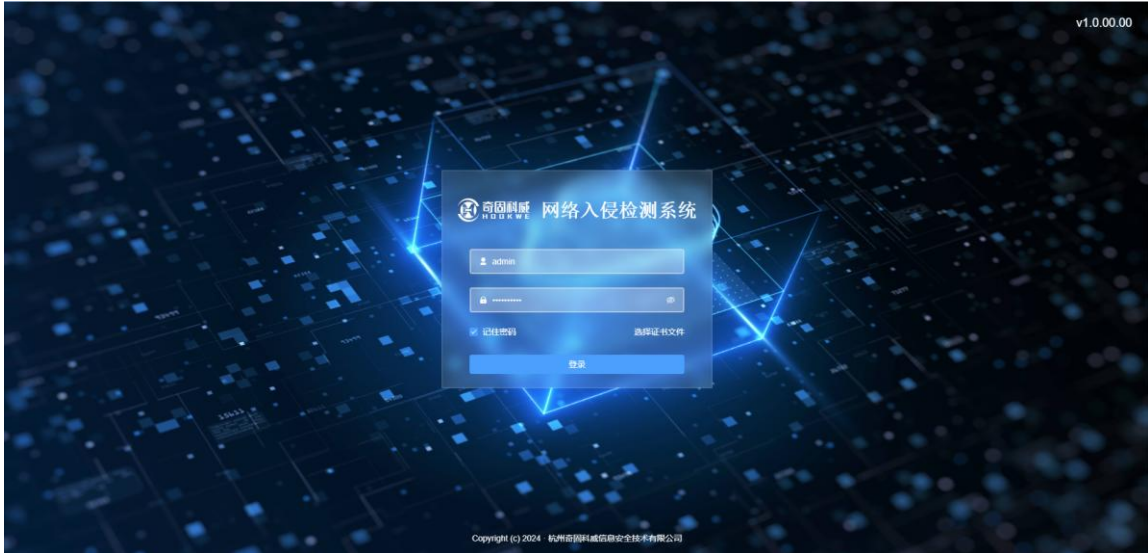 v1.0.00.00
奇固科威 网络入侵检测系统
HOOKWE
admin
记住密码 选择证书文件
登录
Copyright (c) 2024 · 杭州奇固科威信息安全技术有限公司